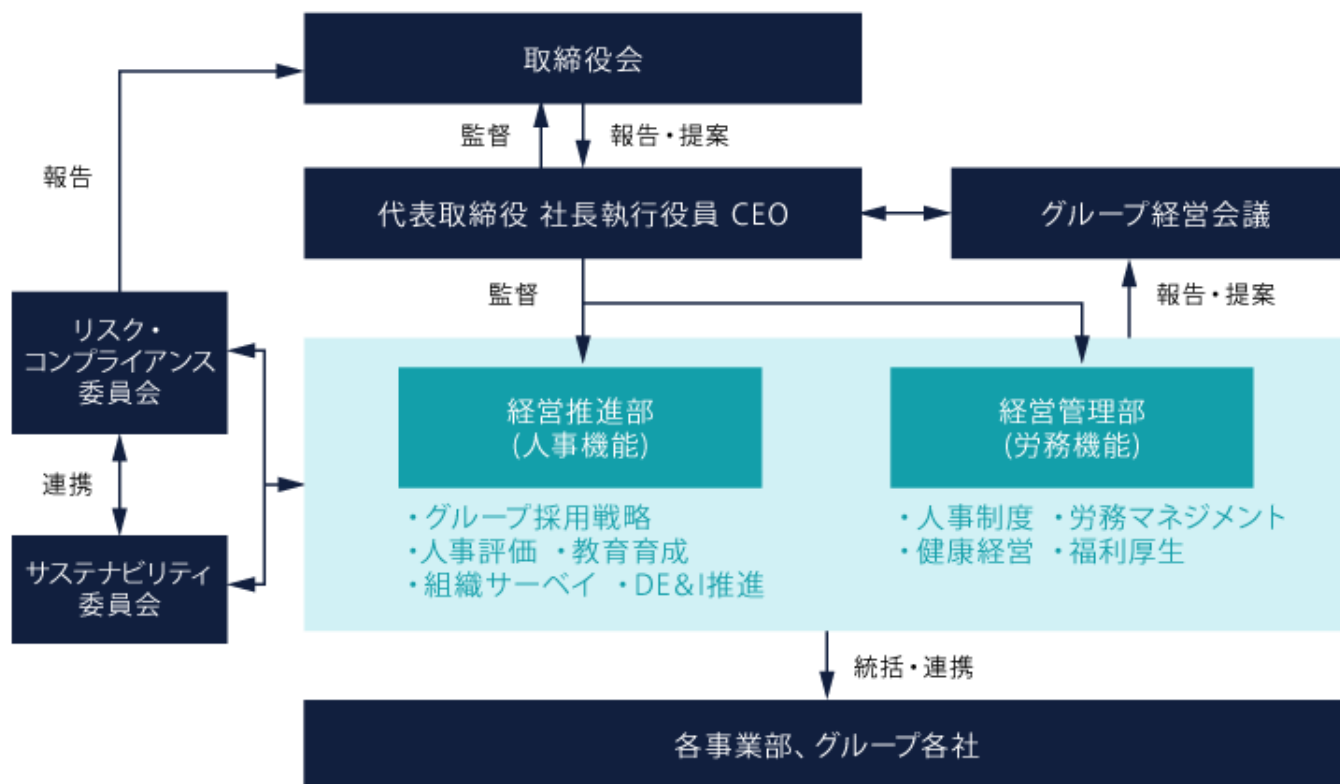 取締役会
監督
報告・提案
報告
代表取締役 社長執行役員 CEO
グループ経営会議
監督
報告・提案
リスク・
コンプライアンス
委員会
経営推進部
(人事機能)
経営管理部
(労務機能)
連携
・グループ採用戦略
・人事評価 ・教育育成
・組織サーベイ ・DE&I推進
・人事制度 ・労務マネジメント
・健康経営 ・福利厚生
サステナビリティ
委員会
統括・連携
各事業部、グループ各社